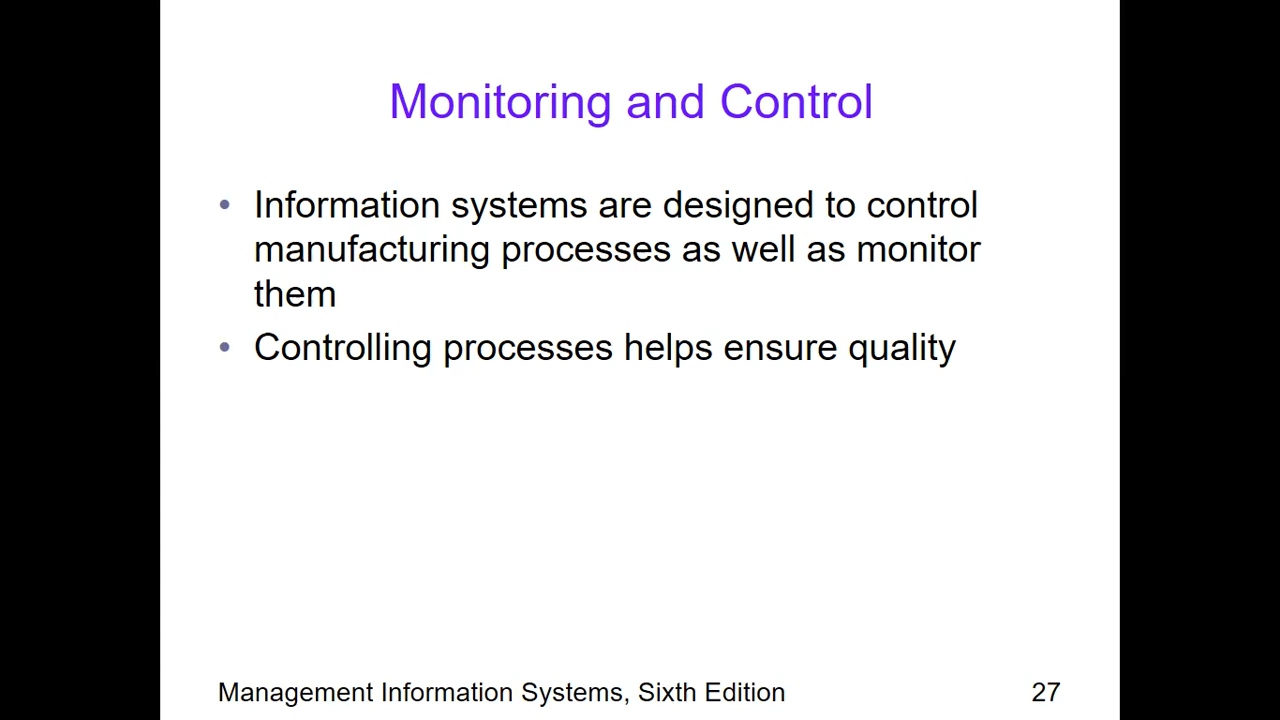 Monitoring and Control
• Information systems are designed to control
manufacturing processes as well as monitor
them
• Controlling processes helps ensure quality
Management Information Systems, Sixth Edition
27